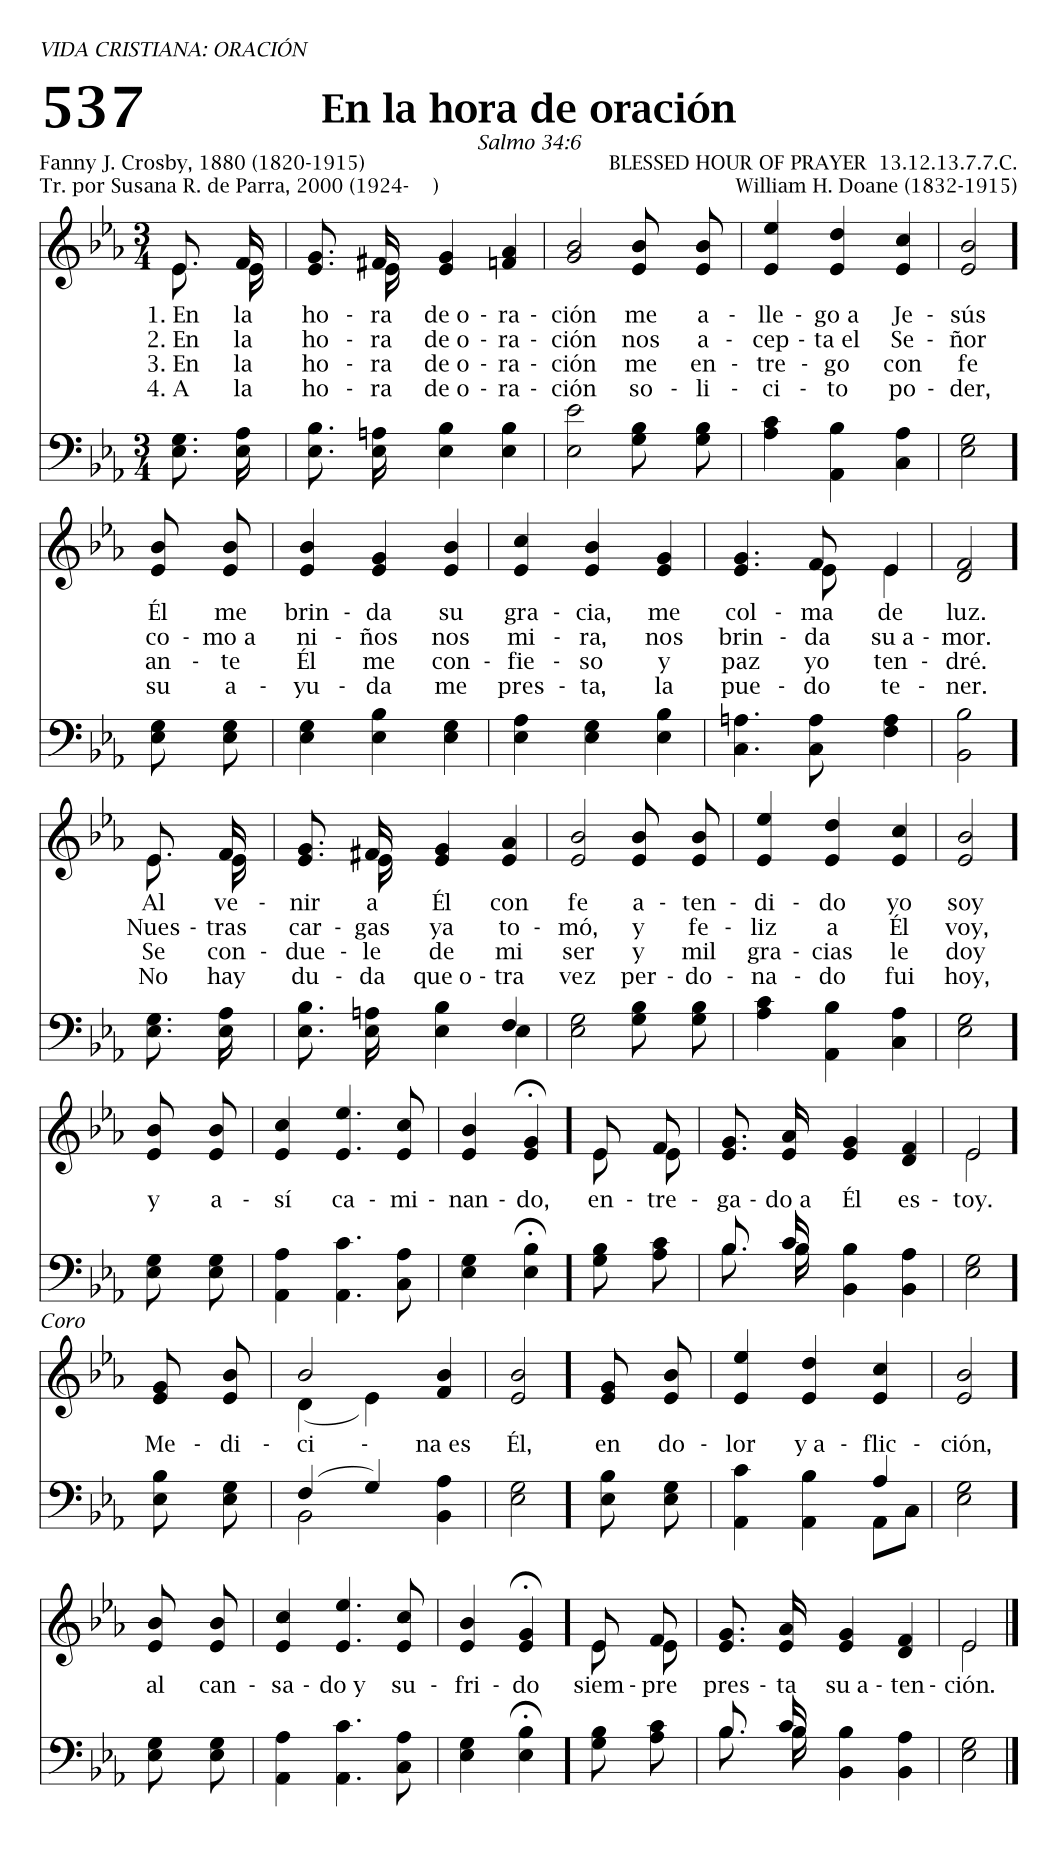 VIDA CRISTIANA: ORACIÓN
537 En la hora de oración
Salmo 34:6
Fanny J. Crosby, 1880 (1820-1915) BLESSED HOUR OF PRAYER 13.12.13.7.7.C.
Tr. por Susana R. de Parra, 2000 (1924- ) William H. Doane (1832-1915)
3 4
1. En la ho - ra de o - ra - ción me a - lle - go a Je - sús
2. En la ho - ra de o - ra - ción nos a - cep - ta el Se - ñor
3. En la ho - ra de o - ra - ción me en - tre - go con fe
4. A la ho - ra de o - ra - ción so - li - ci - to po - der,
3 4
Él me brin - da su gra - cia, me col - ma de luz.
co - mo a ni - ños nos mi - ra, nos brin - da su a - mor.
an - te Él me con - fie - so y paz yo ten - dré.
su a - yu - da me pres - ta, la pue - do te - ner.
Al ve - nir a Él con fe a - ten - di - do yo soy
Nues - tras car - gas ya to - mó, y fe - liz a Él voy,
Se con - due - le de mi ser y mil gra - cias le doy
No hay du - da que o - tra vez per - do - na - do fui hoy,
y a - sí ca - mi - nan - do, en - tre - ga - do a Él es - toy.
Coro
Me - di - ci - na es Él, en do - lor y a - flic - ción,
al can - sa - do y su - fri - do siem - pre pres - ta su a - ten - ción.